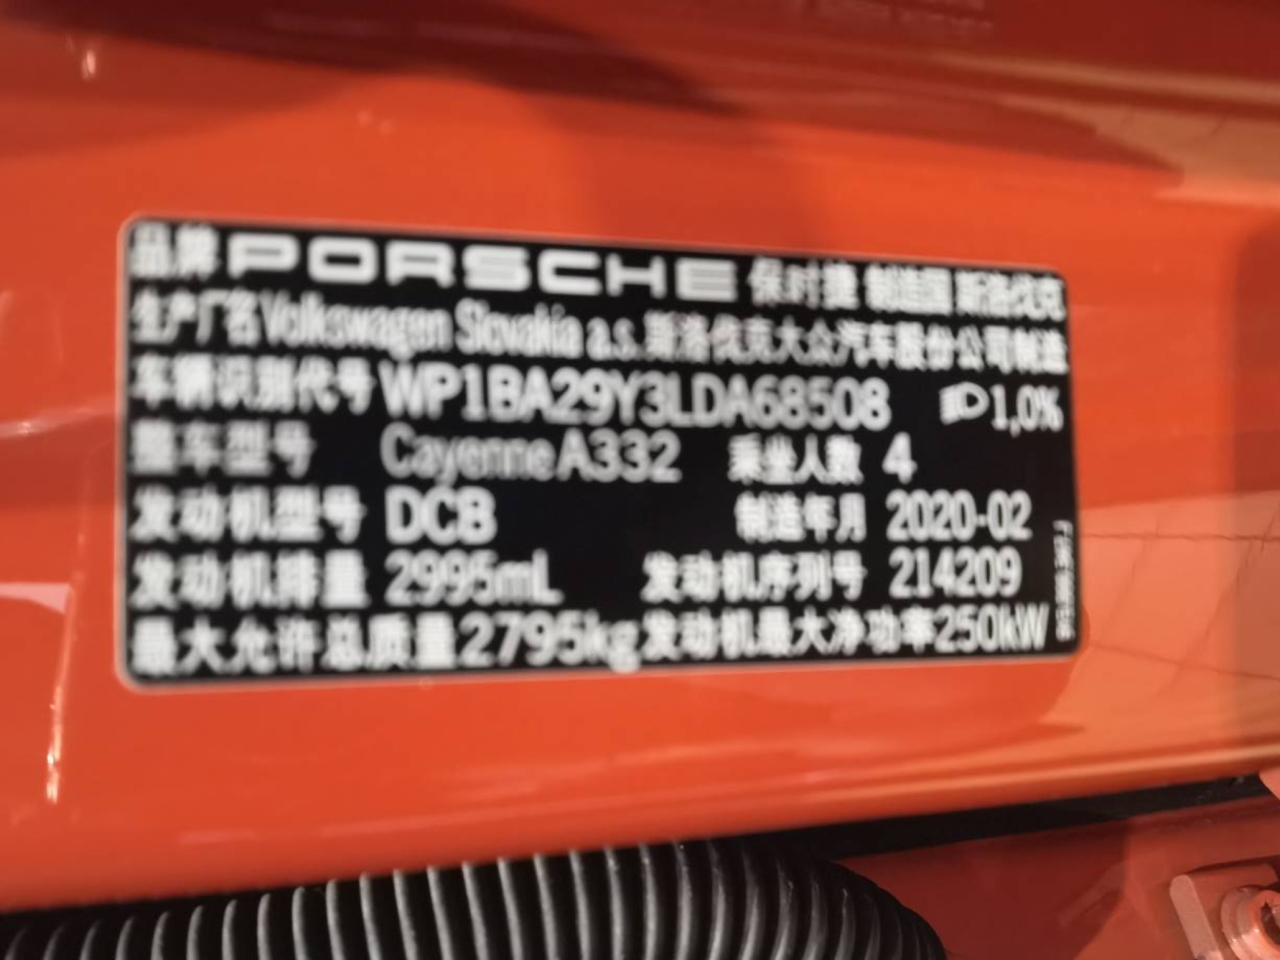 品牌 PORSCHE 保时捷 制造国 斯洛伐克
生产厂名 Volkswagen Slovakia a.s. 斯洛伐克大众汽车股份公司制造
车辆识别代号 WP1BA29Y3LDA68508 1,0%
整车型号 Cayenne A332 乘坐人数 4
发动机型号 DCB 制造年月 2020-02
发动机排量 2995mL 发动机序列号 214209
最大允许总质量 2795kg 发动机最大净功率 250kW